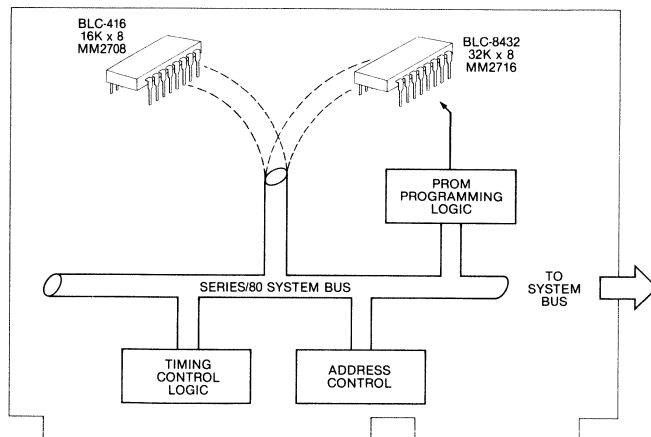 BLC-416
16K x 8
MM2708
BLC-8432
32K x 8
MM2716
PROM
PROGRAMMING
LOGIC
SERIES/80 SYSTEM BUS
TO
SYSTEM
BUS
TIMING
CONTROL
LOGIC
ADDRESS
CONTROL